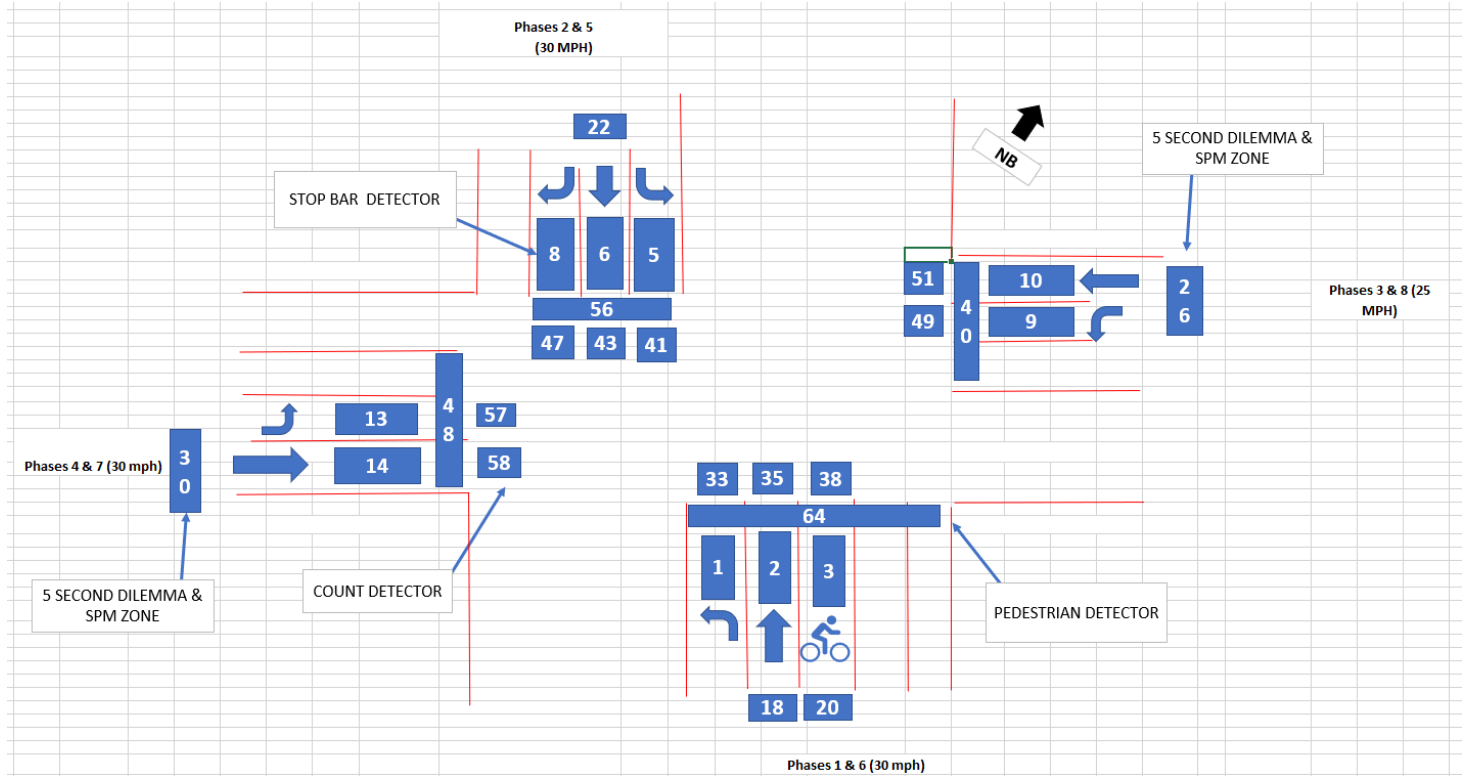 Phases 2 & 5
(30 MPH)
22
NB
5 SECOND DILEMMA &
SPM ZONE
STOP BAR DETECTOR
8
6
5
56
47
43
41
51
49
4
0
10
9
2
6
Phases 3 & 8 (25
MPH)
4
8
13
14
57
58
Phases 4 & 7 (30 mph)
3
0
33
35
38
64
1
2
3
5 SECOND DILEMMA &
SPM ZONE
COUNT DETECTOR
PEDESTRIAN DETECTOR
18
20
Phases 1 & 6 (30 mph)